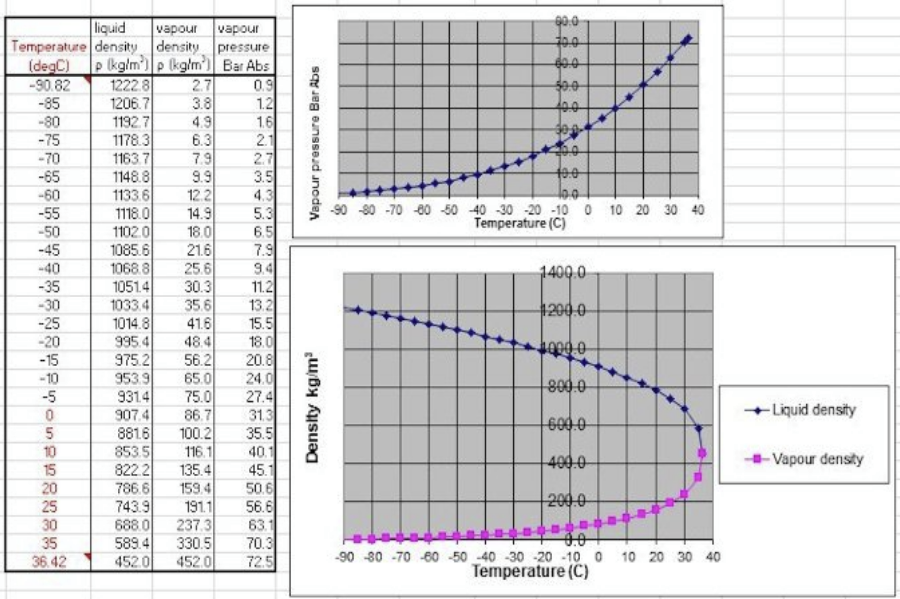 liquid vapour vapour
Temperature density density pressure
(degC) ρ (kg/m³) ρ (kg/m³) Bar Abs
-90.82 1222.8 2.7 0.9
-85 1206.7 3.8 1.2
-80 1192.7 4.9 1.6
-75 1178.3 6.3 2.1
-70 1163.7 7.9 2.7
-65 1148.8 9.9 3.5
-60 1133.6 12.2 4.3
-55 1118.0 14.9 5.3
-50 1102.0 18.0 6.5
-45 1085.6 21.6 7.9
-40 1068.8 25.6 9.4
-35 1051.4 30.3 11.2
-30 1033.4 35.6 13.2
-25 1014.8 41.6 15.5
-20 995.4 48.4 18.0
-15 975.2 56.2 20.8
-10 953.9 65.0 24.0
-5 931.4 75.0 27.4
0 907.4 86.7 31.3
5 881.6 100.2 35.5
10 853.5 116.1 40.1
15 822.2 135.4 45.1
20 786.6 159.4 50.6
25 743.9 191.1 56.6
30 688.0 237.3 63.1
35 589.4 330.5 70.3
36.42 452.0 452.0 72.5
Vapour pressure Bar Abs
80.0
70.0
60.0
50.0
40.0
30.0
20.0
10.0
0.0
-90 -80 -70 -60 -50 -40 -30 -20 -10 0 10 20 30 40
Temperature (C)
Density kg/m³
1400.0
1200.0
1000.0
800.0
600.0
400.0
200.0
0.0
-90 -80 -70 -60 -50 -40 -30 -20 -10 0 10 20 30 40
Temperature (C)
Liquid density
Vapour density